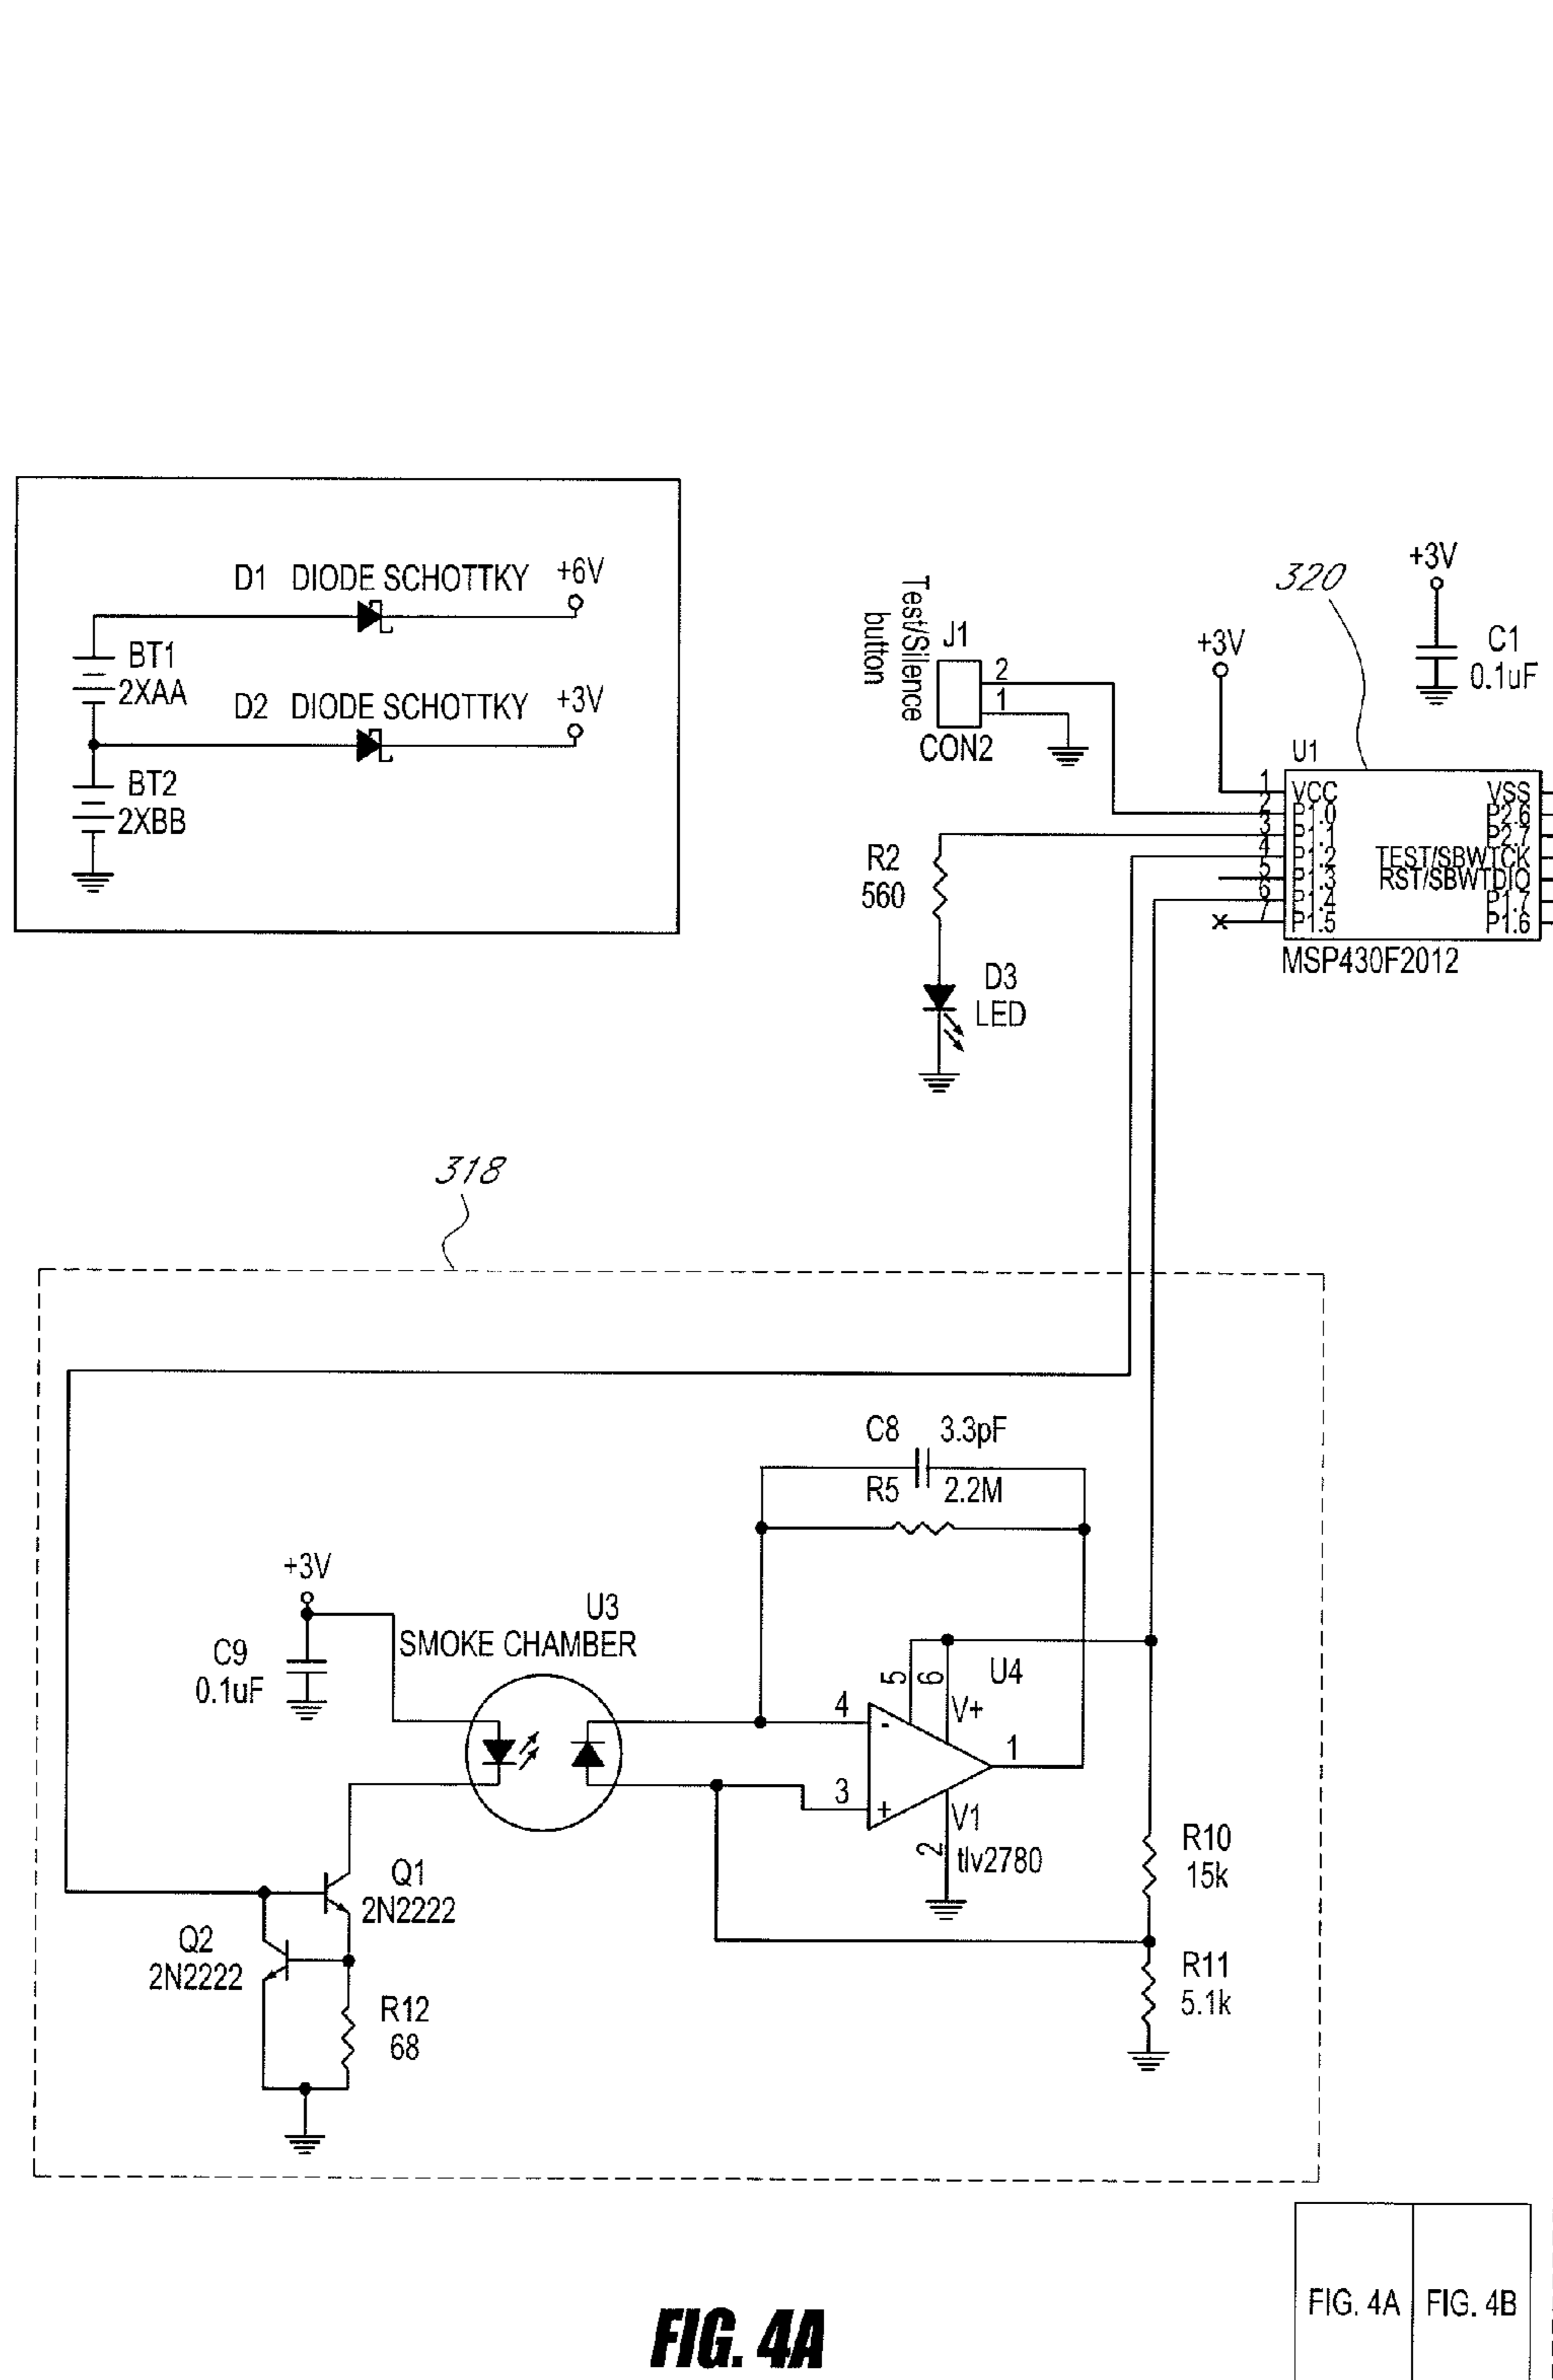 D1 DIODE SCHOTTKY +6V
BT1
2XAA
D2 DIODE SCHOTTKY +3V
BT2
2XBB
Test/Silence
button
J1
2
1
CON2
+3V
320
+3V
C1
0.1uF
U1
1 VCC VSS
2 P1.0 P2.6
3 P1.1 P2.7
4 P1.2 TEST/SBWTCK
5 P1.3 RST/SBWTDIO
6 P1.4 P1.7
7 P1.5 P1.6
MSP430F2012
R2
560
D3
LED
318
C8 3.3pF
R5 2.2M
+3V
C9
0.1uF
U3
SMOKE CHAMBER
5 6 U4
V+
4
-
1
3
+
V1
2
tlv2780
R10
15k
Q1
2N2222
Q2
2N2222
R11
5.1k
R12
68
FIG. 4A FIG. 4B
FIG. 4A